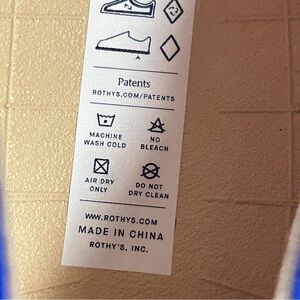 A
Patents
ROTHYS.COM/PATENTS
MACHINE
WASH COLD
NO
BLEACH
AIR DRY
ONLY
DO NOT
DRY CLEAN
WWW.ROTHYS.COM
MADE IN CHINA
ROTHY'S, INC.